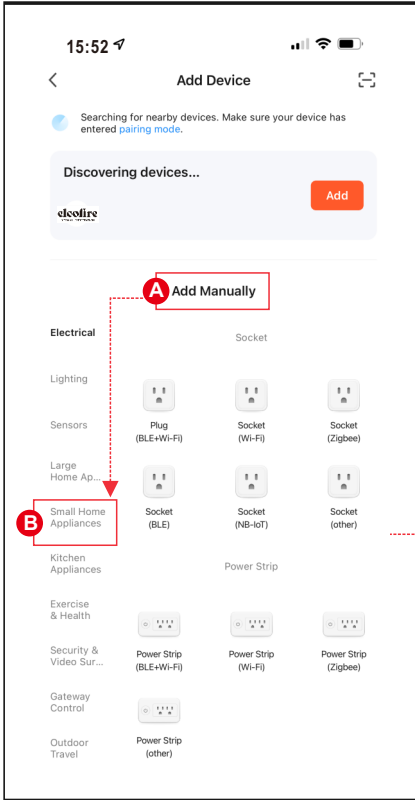 15:52
Add Device
Searching for nearby devices. Make sure your device has
entered pairing mode.
Discovering devices...
Add
elcofire
A
Add Manually
Electrical
Lighting
Sensors
Large
Home Ap...
B
Small Home
Appliances
Kitchen
Appliances
Exercise
& Health
Security &
Video Sur...
Gateway
Control
Outdoor
Travel
Socket
Plug
(BLE+Wi-Fi)
Socket
(Wi-Fi)
Socket
(Zigbee)
Socket
(BLE)
Socket
(NB-IoT)
Socket
(other)
Power Strip
Power Strip
(BLE+Wi-Fi)
Power Strip
(Wi-Fi)
Power Strip
(Zigbee)
Power Strip
(other)